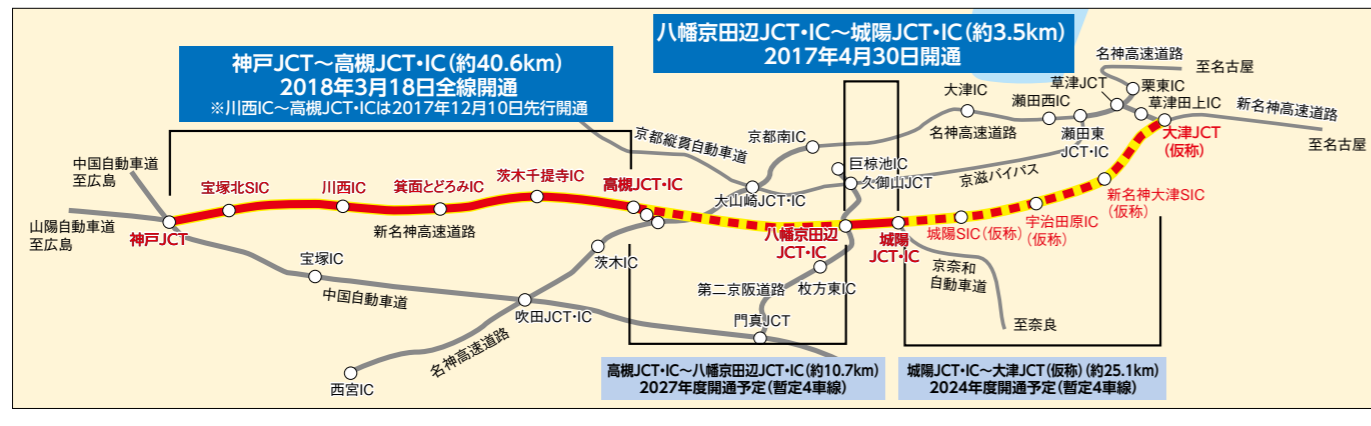 神戸JCT~高槻JCT・IC(約40.6km)
2018年3月18日全線開通
※川西IC~高槻JCT・ICは2017年12月10日先行開通
八幡京田辺JCT・IC~城陽JCT・IC(約3.5km)
2017年4月30日開通
名神高速道路
至名古屋
草津JCT
栗東IC
草津田上IC
新名神高速道路
至名古屋
大津IC
瀬田西IC
名神高速道路
瀬田東
JCT・IC
大津JCT
(仮称)
京都縦貫自動車道
京都南IC
巨椋池IC
久御山JCT
京滋バイパス
大山崎JCT・IC
中国自動車道
至広島
宝塚北SIC
川西IC
箕面とどろみIC
茨木千提寺IC
高槻JCT・IC
山陽自動車道
至広島
神戸JCT
新名神高速道路
八幡京田辺
JCT・IC
城陽
JCT・IC
城陽SIC(仮称)
宇治田原IC
(仮称)
新名神大津SIC
(仮称)
宝塚IC
中国自動車道
茨木IC
吹田JCT・IC
名神高速道路
西宮IC
第二京阪道路
枚方東IC
門真JCT
京奈和
自動車道
至奈良
高槻JCT・IC~八幡京田辺JCT・IC(約10.7km)
2027年度開通予定(暫定4車線)
城陽JCT・IC~大津JCT(仮称)(約25.1km)
2024年度開通予定(暫定4車線)